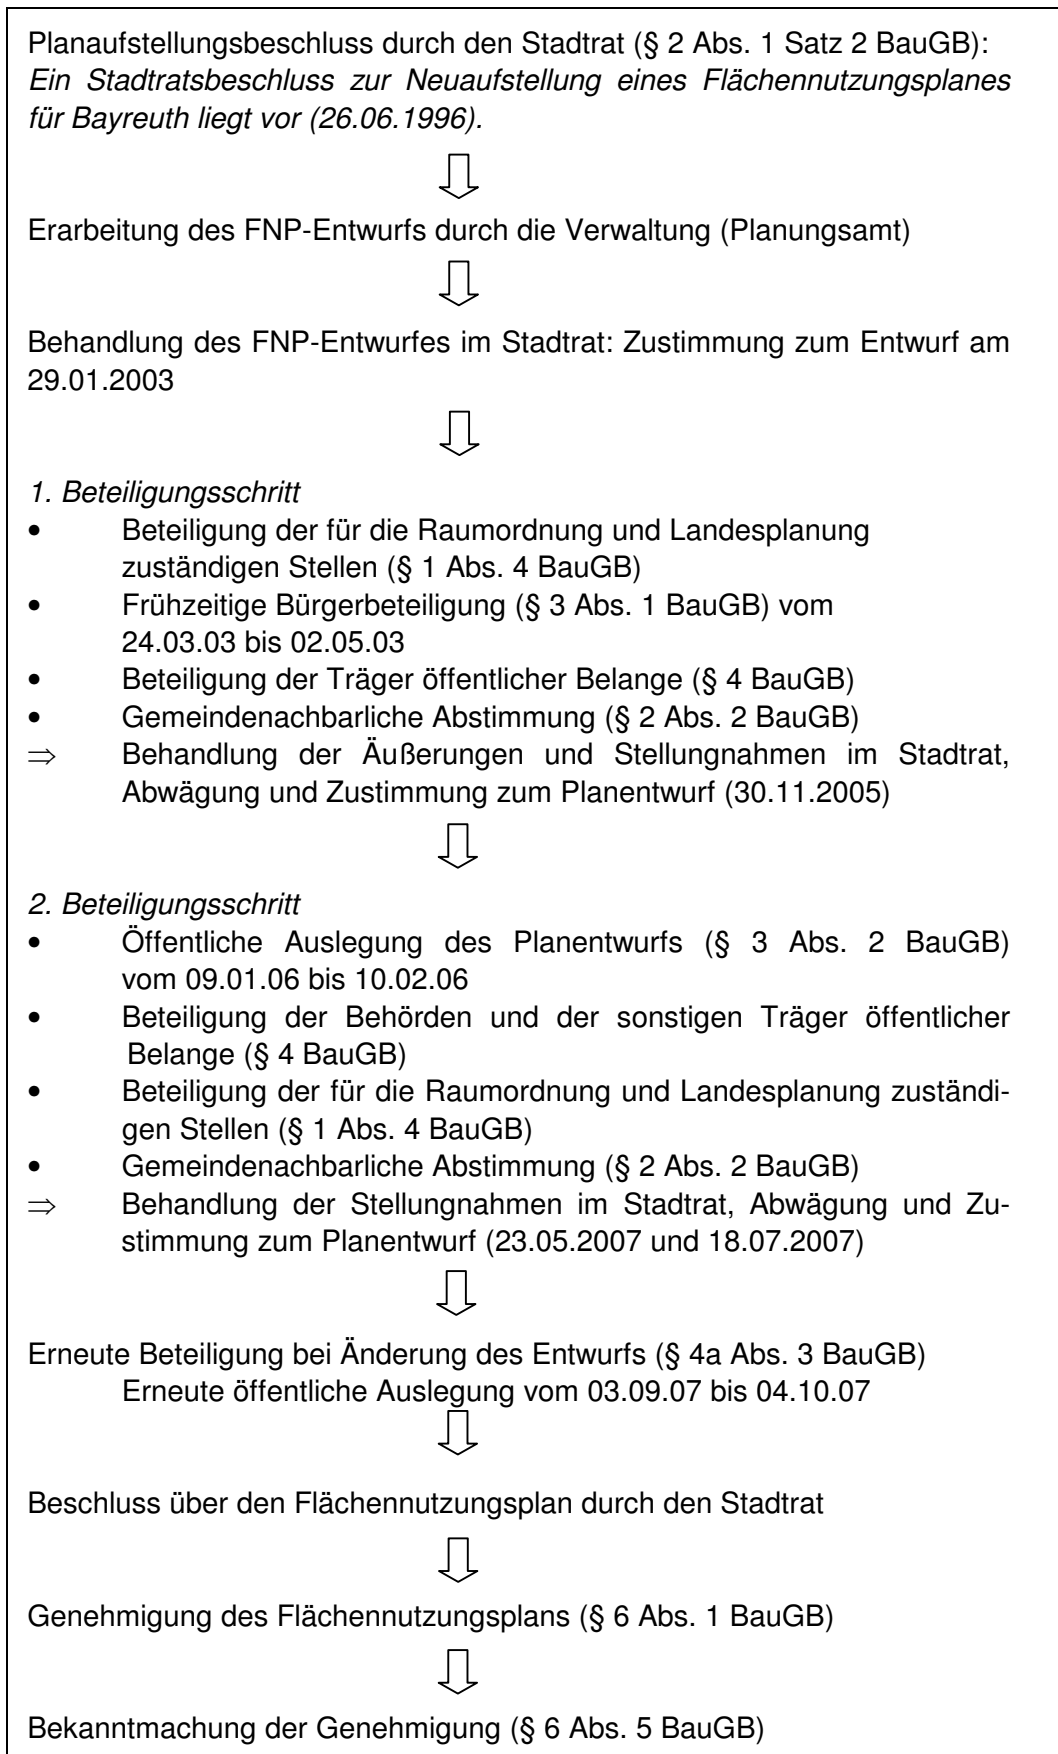 Planaufstellungsbeschluss durch den Stadtrat (§ 2 Abs. 1 Satz 2 BauGB):
Ein Stadtratsbeschluss zur Neuaufstellung eines Flächennutzungsplanes
für Bayreuth liegt vor (26.06.1996).
Erarbeitung des FNP-Entwurfs durch die Verwaltung (Planungsamt)
Behandlung des FNP-Entwurfes im Stadtrat: Zustimmung zum Entwurf am
29.01.2003
1. Beteiligungsschritt
• Beteiligung der für die Raumordnung und Landesplanung
zuständigen Stellen (§ 1 Abs. 4 BauGB)
• Frühzeitige Bürgerbeteiligung (§ 3 Abs. 1 BauGB) vom
24.03.03 bis 02.05.03
• Beteiligung der Träger öffentlicher Belange (§ 4 BauGB)
• Gemeindenachbarliche Abstimmung (§ 2 Abs. 2 BauGB)
⇒ Behandlung der Äußerungen und Stellungnahmen im Stadtrat,
Abwägung und Zustimmung zum Planentwurf (30.11.2005)
2. Beteiligungsschritt
• Öffentliche Auslegung des Planentwurfs (§ 3 Abs. 2 BauGB)
vom 09.01.06 bis 10.02.06
• Beteiligung der Behörden und der sonstigen Träger öffentlicher
Belange (§ 4 BauGB)
• Beteiligung der für die Raumordnung und Landesplanung zuständi-
gen Stellen (§ 1 Abs. 4 BauGB)
• Gemeindenachbarliche Abstimmung (§ 2 Abs. 2 BauGB)
⇒ Behandlung der Stellungnahmen im Stadtrat, Abwägung und Zu-
stimmung zum Planentwurf (23.05.2007 und 18.07.2007)
Erneute Beteiligung bei Änderung des Entwurfs (§ 4a Abs. 3 BauGB)
Erneute öffentliche Auslegung vom 03.09.07 bis 04.10.07
Beschluss über den Flächennutzungsplan durch den Stadtrat
Genehmigung des Flächennutzungsplans (§ 6 Abs. 1 BauGB)
Bekanntmachung der Genehmigung (§ 6 Abs. 5 BauGB)